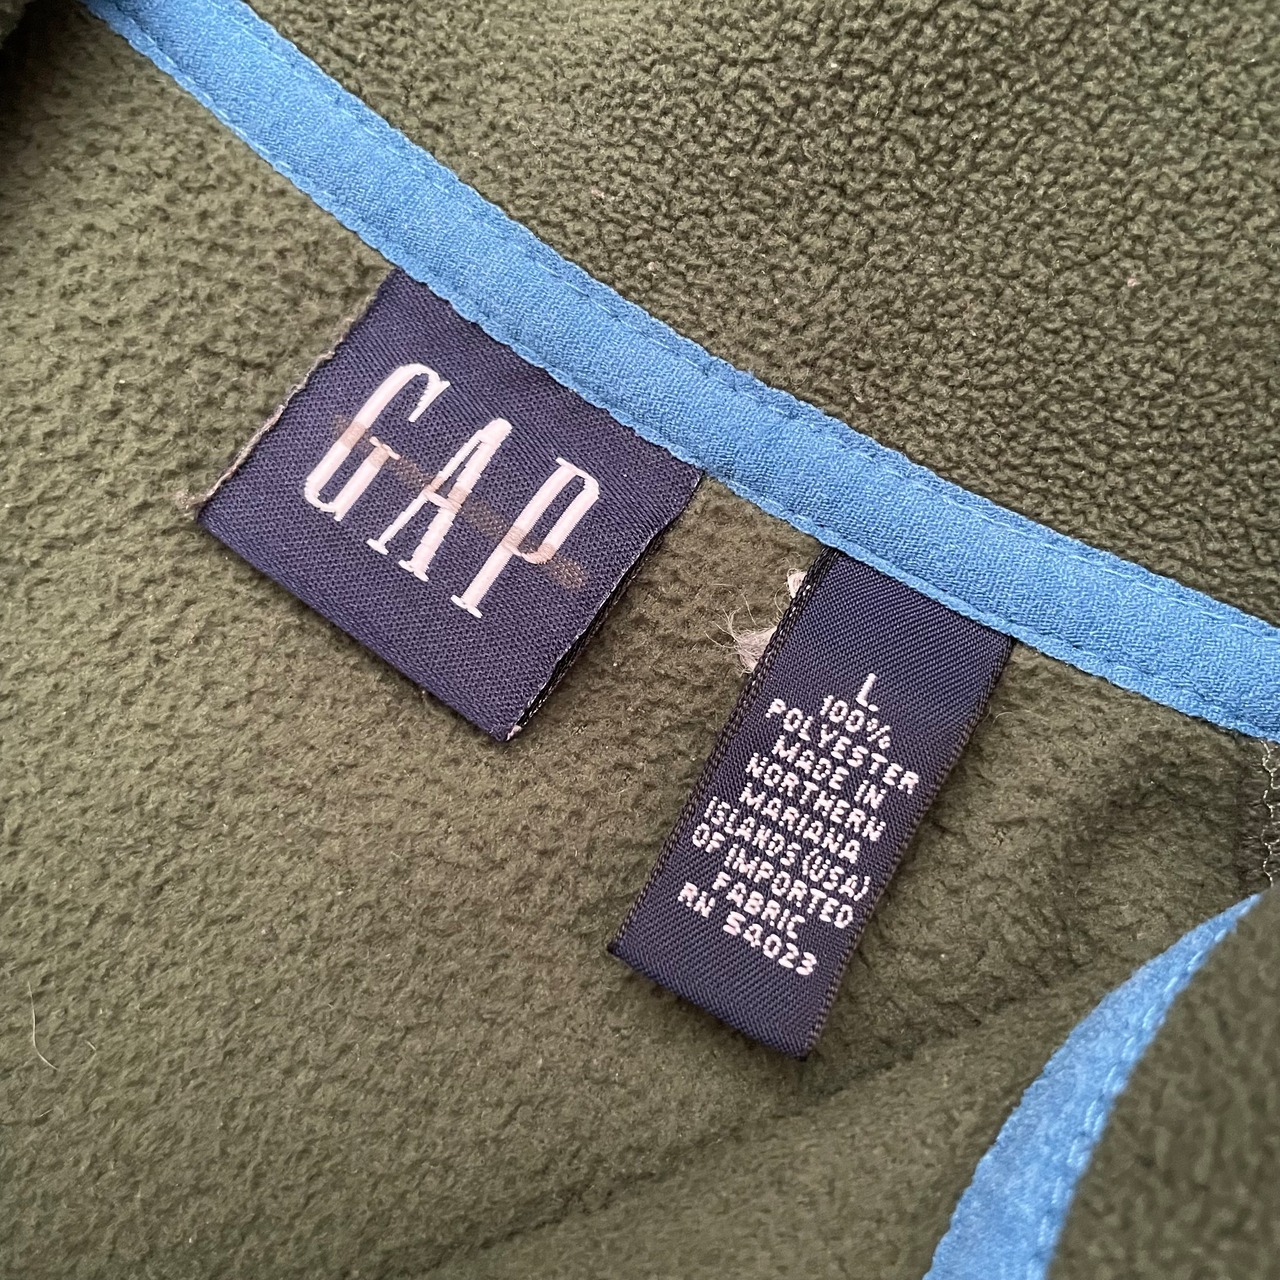 GAP
L
100%
POLYESTER
MADE IN
NORTHERN
MARIANA
ISLANDS (USA)
OF IMPORTED
FABRIC
RN 54023